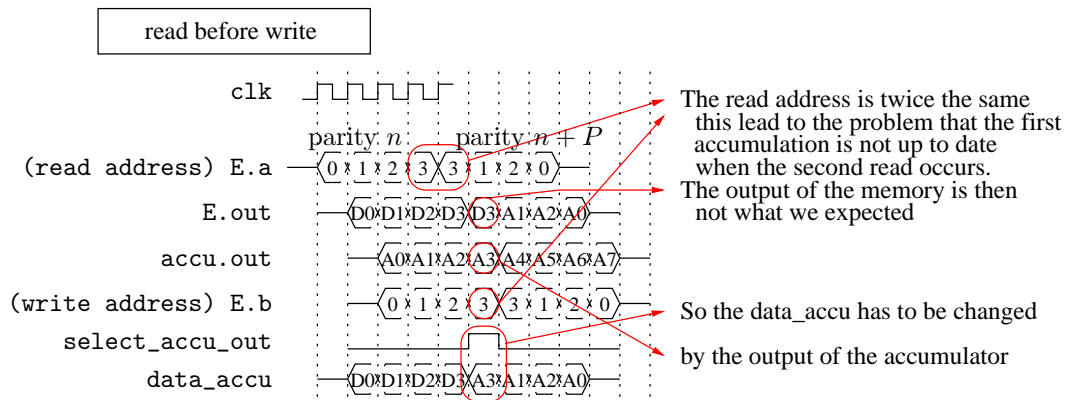 read before write
clk
parity n parity n + P
(read address) E.a 0 1 2 3 3 1 2 0
E.out D0 D1 D2 D3 D3 A1 A2 A0
accu.out A0 A1 A2 A3 A4 A5 A6 A7
(write address) E.b 0 1 2 3 3 1 2 0
select_accu_out
data_accu D0 D1 D2 D3 A3 A1 A2 A0
The read address is twice the same
this lead to the problem that the first
accumulation is not up to date
when the second read occurs.
The output of the memory is then
not what we expected
So the data_accu has to be changed
by the output of the accumulator